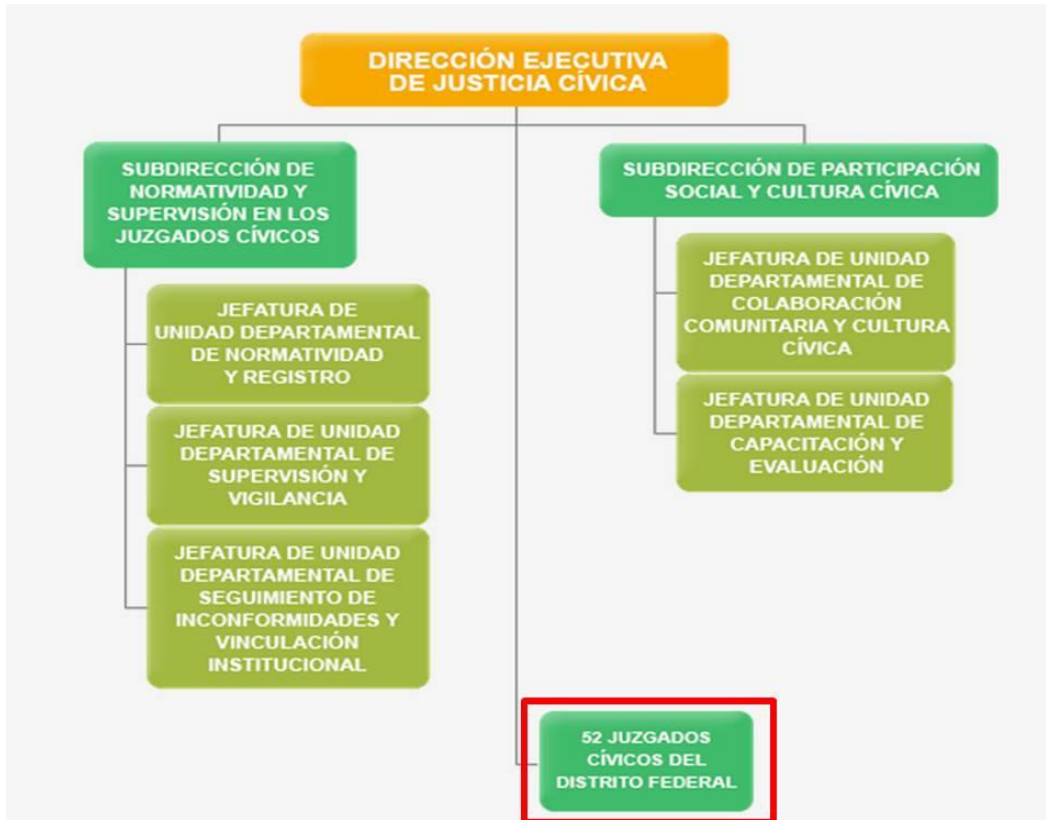 DIRECCIÓN EJECUTIVA
DE JUSTICIA CÍVICA
SUBDIRECCIÓN DE
NORMATIVIDAD Y
SUPERVISIÓN EN LOS
JUZGADOS CÍVICOS
JEFATURA DE
UNIDAD DEPARTAMENTAL
DE NORMATIVIDAD
Y REGISTRO
JEFATURA DE UNIDAD
DEPARTAMENTAL DE
SUPERVISIÓN Y
VIGILANCIA
JEFATURA DE UNIDAD
DEPARTAMENTAL DE
SEGUIMIENTO DE
INCONFORMIDADES Y
VINCULACIÓN
INSTITUCIONAL
SUBDIRECCIÓN DE PARTICIPACIÓN
SOCIAL Y CULTURA CÍVICA
JEFATURA DE UNIDAD
DEPARTAMENTAL DE
COLABORACIÓN
COMUNITARIA Y CULTURA
CÍVICA
JEFATURA DE UNIDAD
DEPARTAMENTAL DE
CAPACITACIÓN Y
EVALUACIÓN
52 JUZGADOS
CÍVICOS DEL
DISTRITO FEDERAL